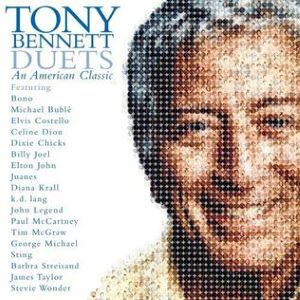 TONY
BENNETT
DUETS
An American Classic
Featuring
Bono
Michael Bublé
Elvis Costello
Celine Dion
Dixie Chicks
Billy Joel
Elton John
Juanes
Diana Krall
k.d. lang
John Legend
Paul McCartney
Tim McGraw
George Michael
Sting
Barbra Streisand
James Taylor
Stevie Wonder